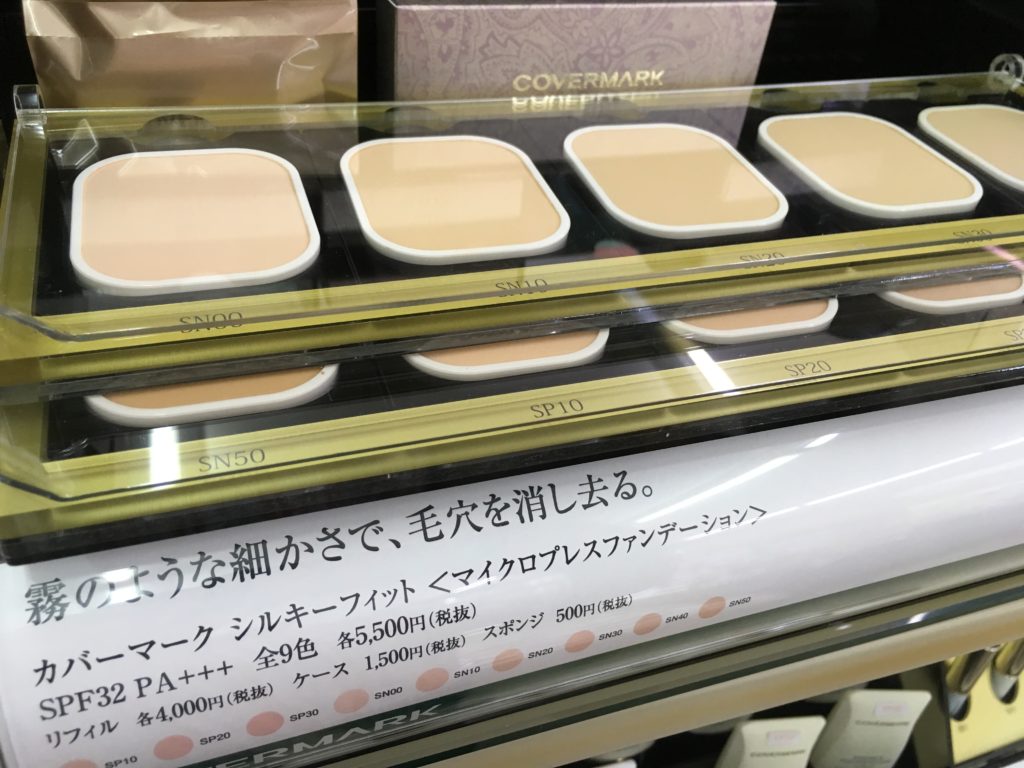 COVERMARK
SN00
SN10
SN20
SN30
SN50
SP10
SP20
霧のような細かさで、毛穴を消し去る。
カバーマーク シルキーフィット <マイクロプレスファンデーション>
SPF32 PA+++ 全9色 各5,500円(税抜)
リフィル 各4,000円(税抜) ケース 1,500円(税抜) スポンジ 500円(税抜)
SP10 SP20 SP30 SN00 SN10 SN20 SN30 SN40 SN50
COVERMARK
COVERMARK